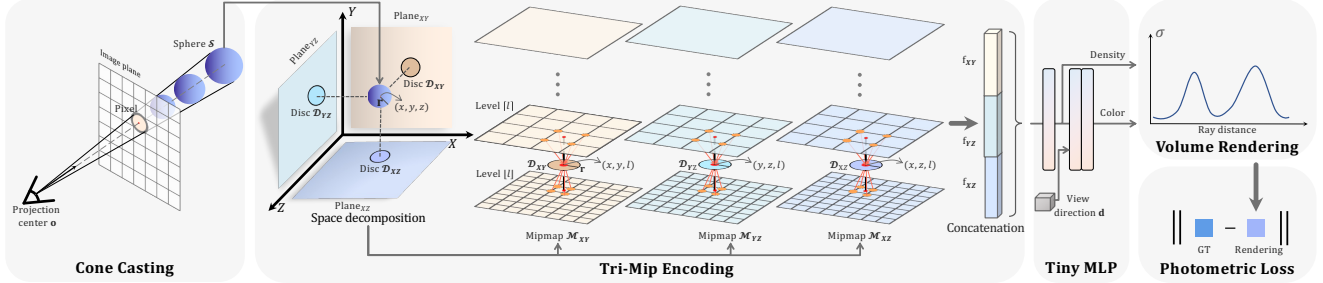 Sphere 𝓢
Image plane
Pixel
Projection
center o
Cone Casting
Y
Plane_XY
Plane_YZ
Disc 𝓓_XY
Disc 𝓓_YZ
r
(x, y, z)
X
Disc 𝓓_XZ
Z
Plane_XZ
Space decomposition
Level ⌈l⌉
𝓓_XY
r
(x, y, l)
𝓓_YZ
(y, z, l)
𝓓_XZ
(x, z, l)
Level ⌊l⌋
Mipmap 𝓜_XY
Mipmap 𝓜_YZ
Mipmap 𝓜_XZ
Tri-Mip Encoding
f_XY
f_YZ
f_XZ
Concatenation
View
direction d
Tiny MLP
Density
Color
σ
Ray distance
Volume Rendering
GT
Rendering
Photometric Loss